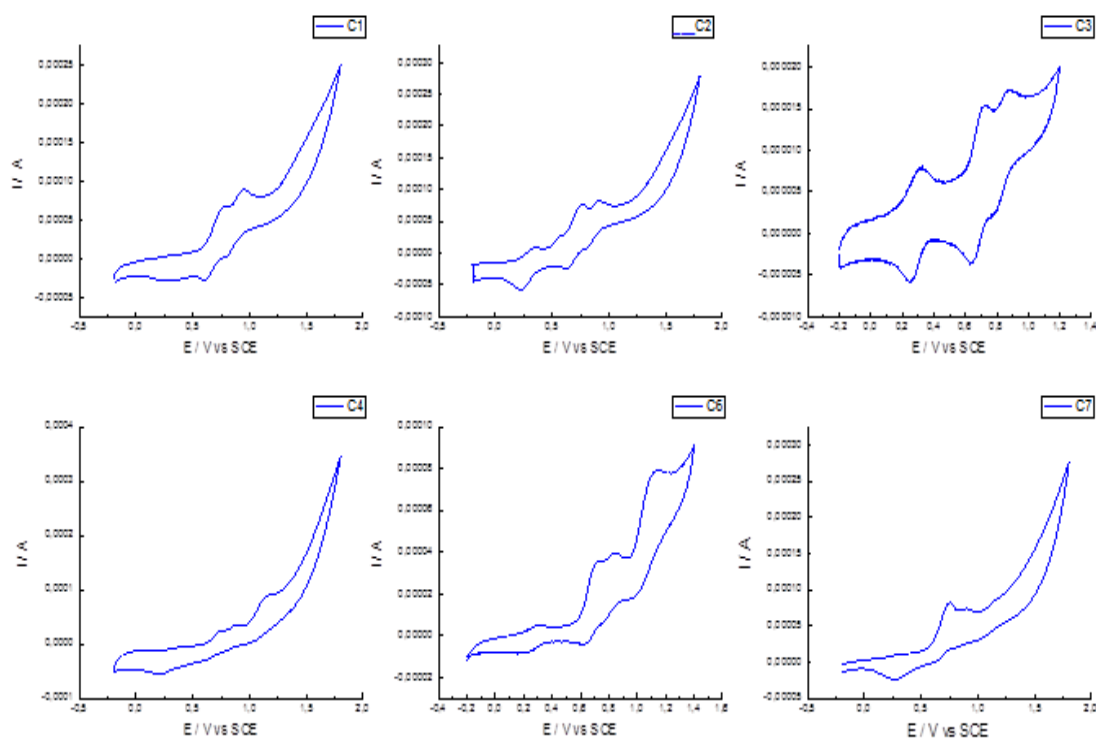 C1
0,00025
0,00020
0,00015
0,00010
0,00005
0,00000
-0,00005
I / A
-0,5 0,0 0,5 1,0 1,5 2,0
E / V vs SCE
C2
0,00030
0,00025
0,00020
0,00015
0,00010
0,00005
0,00000
-0,00005
-0,00010
I / A
-0,5 0,0 0,5 1,0 1,5 2,0
E / V vs SCE
C3
0,000020
0,000015
0,000010
0,000005
0,000000
-0,000005
-0,000010
I / A
-0,4 -0,2 0,0 0,2 0,4 0,6 0,8 1,0 1,2 1,4
E / V vs SCE
C4
0,0004
0,0003
0,0002
0,0001
0,0000
-0,0001
I / A
-0,5 0,0 0,5 1,0 1,5 2,0
E / V vs SCE
C6
0,00010
0,00008
0,00006
0,00004
0,00002
0,00000
-0,00002
I / A
-0,4 -0,2 0,0 0,2 0,4 0,6 0,8 1,0 1,2 1,4 1,6
E / V vs SCE
C7
0,00030
0,00025
0,00020
0,00015
0,00010
0,00005
0,00000
-0,00005
I / A
-0,5 0,0 0,5 1,0 1,5 2,0
E / V vs SCE